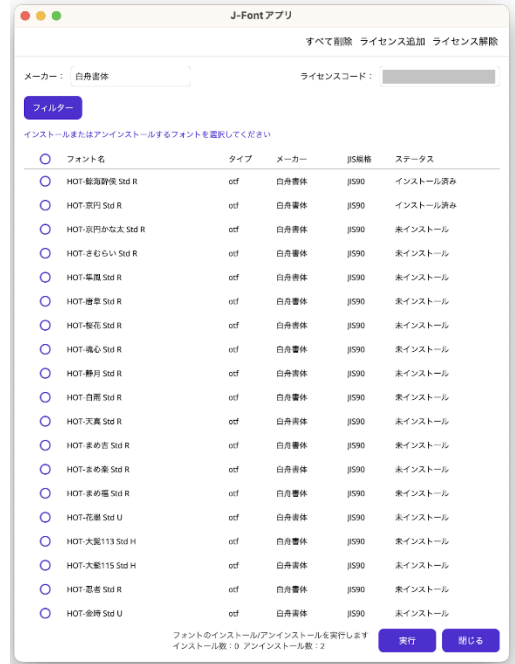 J-Fontアプリ
すべて削除 ライセンス追加 ライセンス解除
メーカー： 白舟書体 ライセンスコード：
フィルター
インストールまたはアンインストールするフォントを選択してください
フォント名 タイプ メーカー JIS規格 ステータス
HOT-鯨海酔侯 Std R otf 白舟書体 JIS90 インストール済み
HOT-京円 Std R otf 白舟書体 JIS90 インストール済み
HOT-京円かな太 Std R otf 白舟書体 JIS90 未インストール
HOT-さむらい Std R otf 白舟書体 JIS90 未インストール
HOT-隼風 Std R otf 白舟書体 JIS90 未インストール
HOT-唐草 Std R otf 白舟書体 JIS90 未インストール
HOT-桜花 Std R otf 白舟書体 JIS90 未インストール
HOT-魂心 Std R otf 白舟書体 JIS90 未インストール
HOT-静月 Std R otf 白舟書体 JIS90 未インストール
HOT-白雨 Std R otf 白舟書体 JIS90 未インストール
HOT-天真 Std R otf 白舟書体 JIS90 未インストール
HOT-まめ吉 Std R otf 白舟書体 JIS90 未インストール
HOT-まめ楽 Std R otf 白舟書体 JIS90 未インストール
HOT-まめ福 Std R otf 白舟書体 JIS90 未インストール
HOT-花墨 Std U otf 白舟書体 JIS90 未インストール
HOT-大髭113 Std H otf 白舟書体 JIS90 未インストール
HOT-大髭115 Std H otf 白舟書体 JIS90 未インストール
HOT-忍者 Std R otf 白舟書体 JIS90 未インストール
HOT-金時 Std U otf 白舟書体 JIS90 未インストール
フォントのインストール/アンインストールを実行します
インストール数：0 アンインストール数：2
実行 閉じる